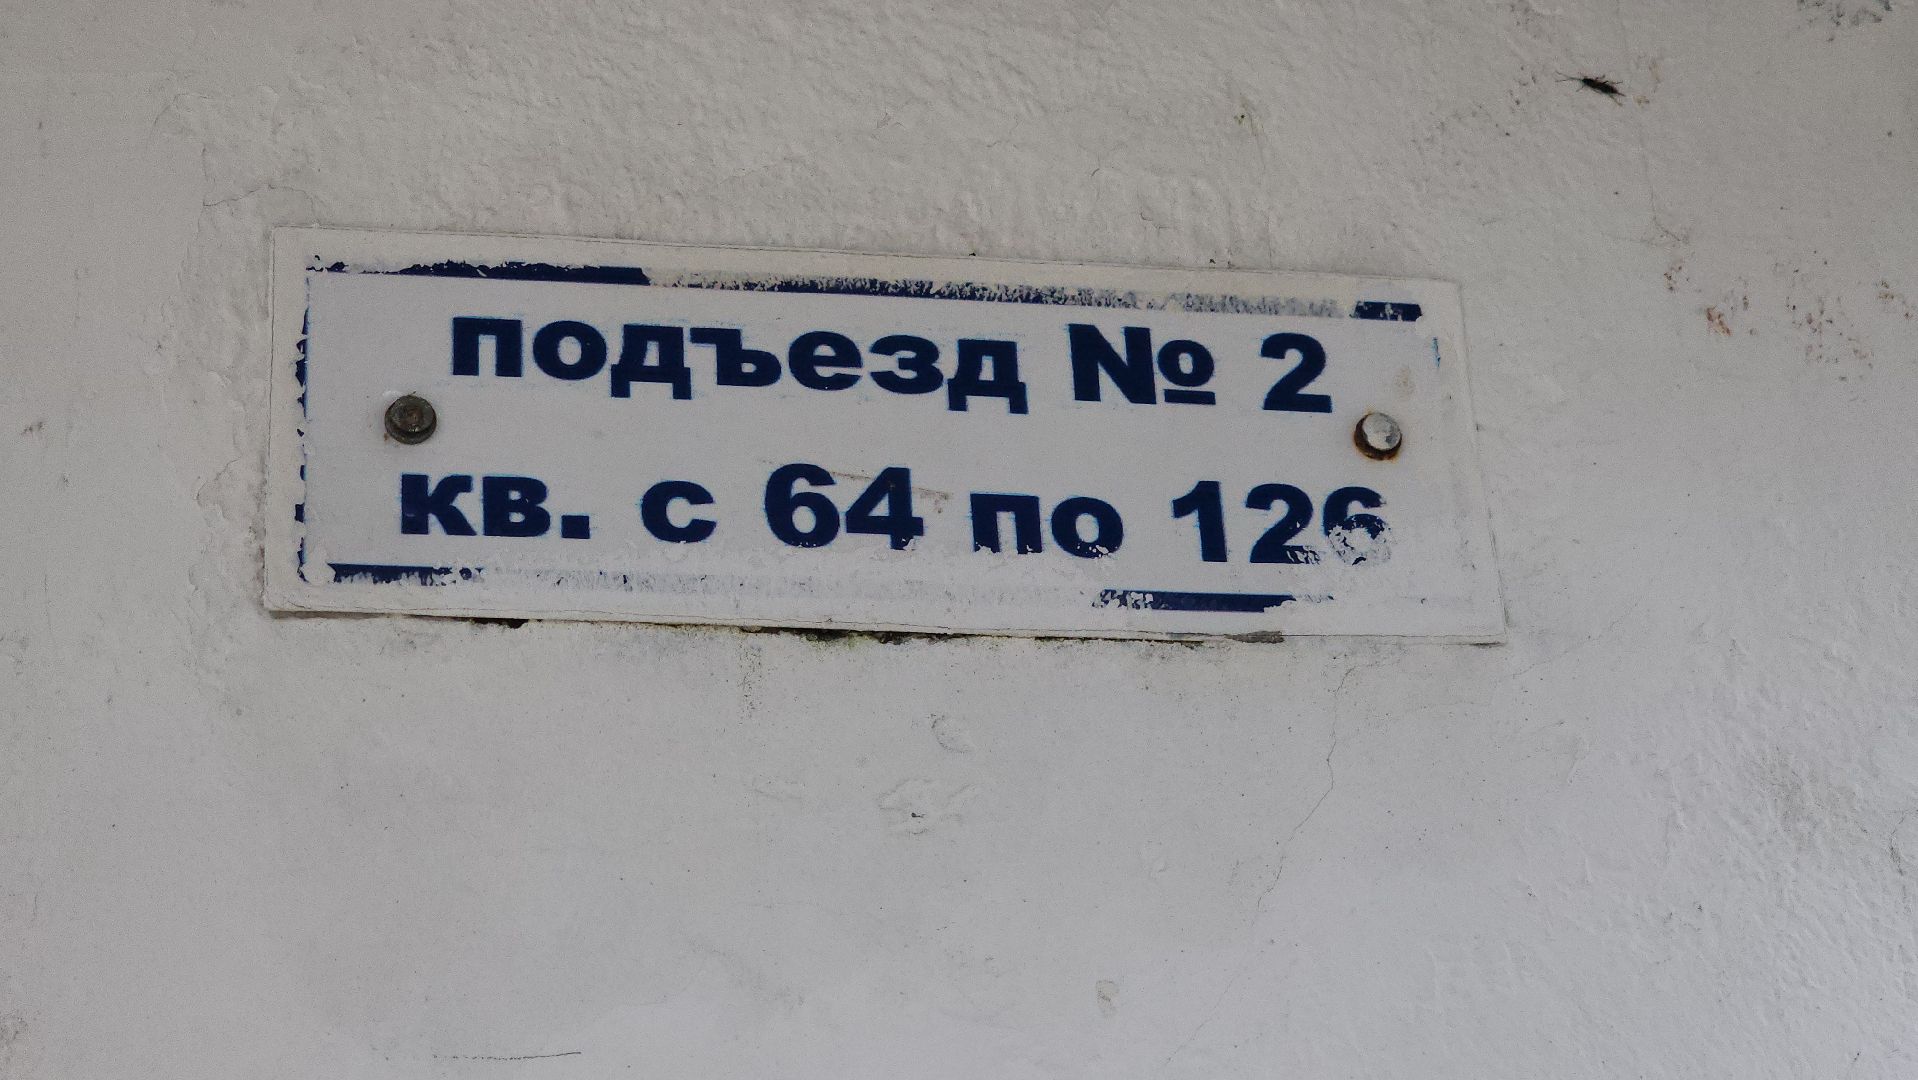 подъезд № 2
кв. с 64 по 126